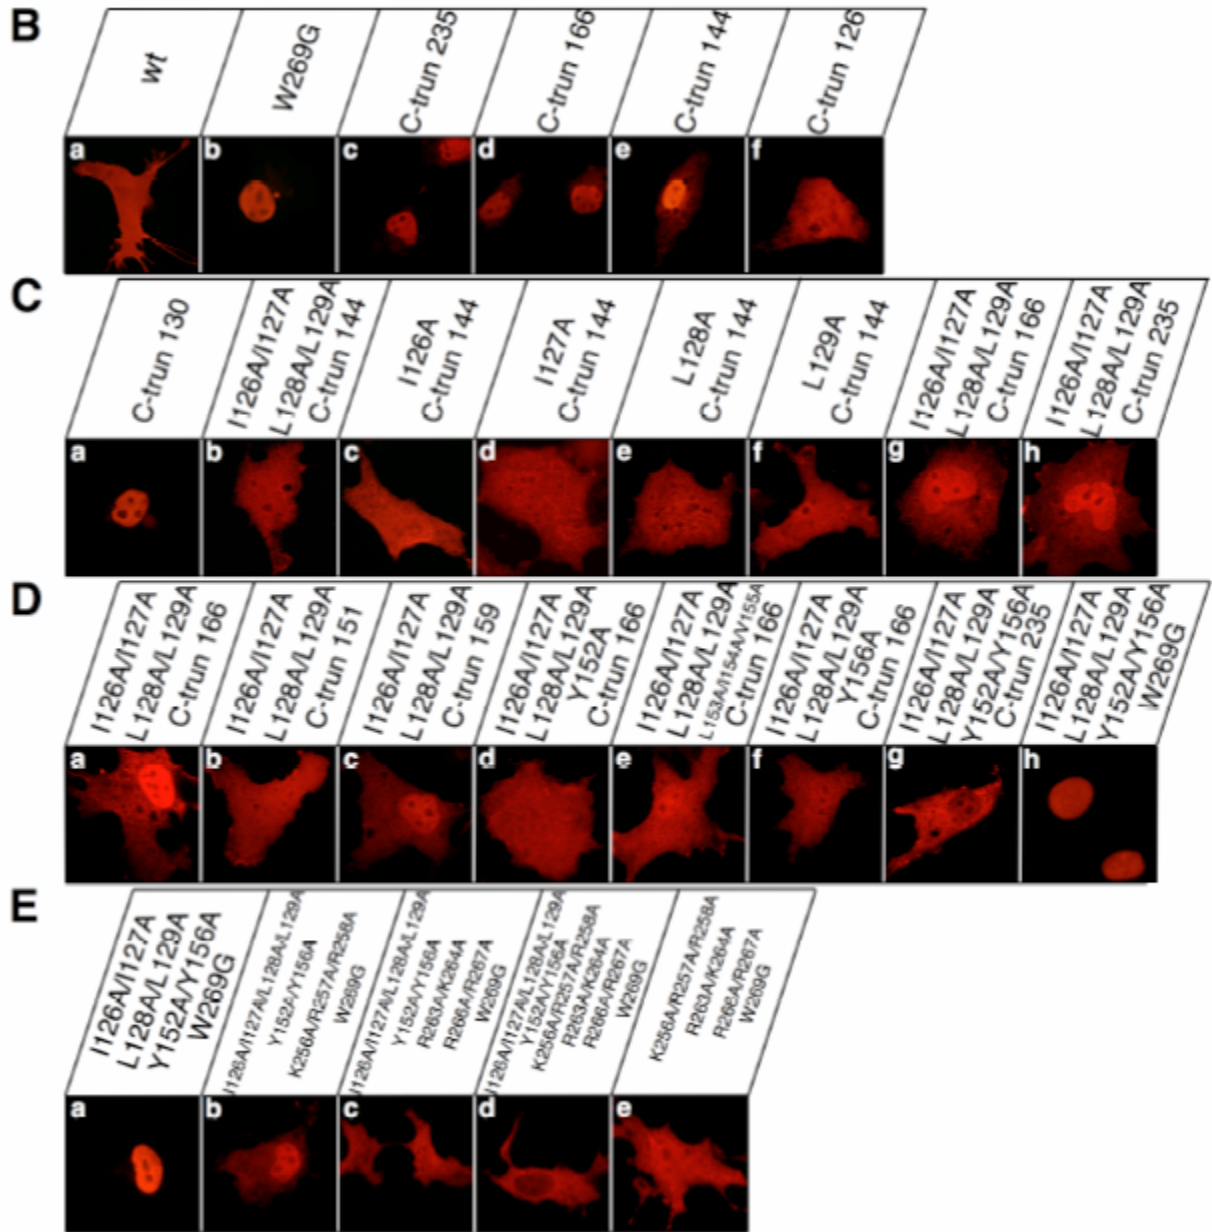 B
wt
W269G
C-trun 235
C-trun 166
C-trun 144
C-trun 126
a
b
c
d
e
f
C
C-trun 130
I126A/I127A
L128A/L129A
C-trun 144
I126A
C-trun 144
I127A
C-trun 144
L128A
C-trun 144
L129A
C-trun 144
I126A/I127A
L128A/L129A
C-trun 166
I126A/I127A
L128A/L129A
C-trun 235
a
b
c
d
e
f
g
h
D
I126A/I127A
L128A/L129A
C-trun 166
I126A/I127A
L128A/L129A
C-trun 151
I126A/I127A
L128A/L129A
C-trun 159
I126A/I127A
L128A/L129A
Y152A
C-trun 166
I126A/I127A
L128A/L129A
L153A/I154A/V155A
C-trun 166
I126A/I127A
L128A/L129A
Y156A
C-trun 166
I126A/I127A
L128A/L129A
Y152A/Y156A
C-trun 235
I126A/I127A
L128A/L129A
Y152A/Y156A
W269G
a
b
c
d
e
f
g
h
E
I126A/I127A
L128A/L129A
Y152A/Y156A
W269G
I126A/I127A/L128A/L129A
Y152A/Y156A
K256A/R257A/R258A
W269G
I126A/I127A/L128A/L129A
Y152A/Y156A
R263A/K264A
R266A/R267A
W269G
I126A/I127A/L128A/L129A
Y152A/Y156A
K256A/R257A/R258A
R263A/K264A
R266A/R267A
W269G
K256A/R257A/R258A
R263A/K264A
R266A/R267A
W269G
a
b
c
d
e